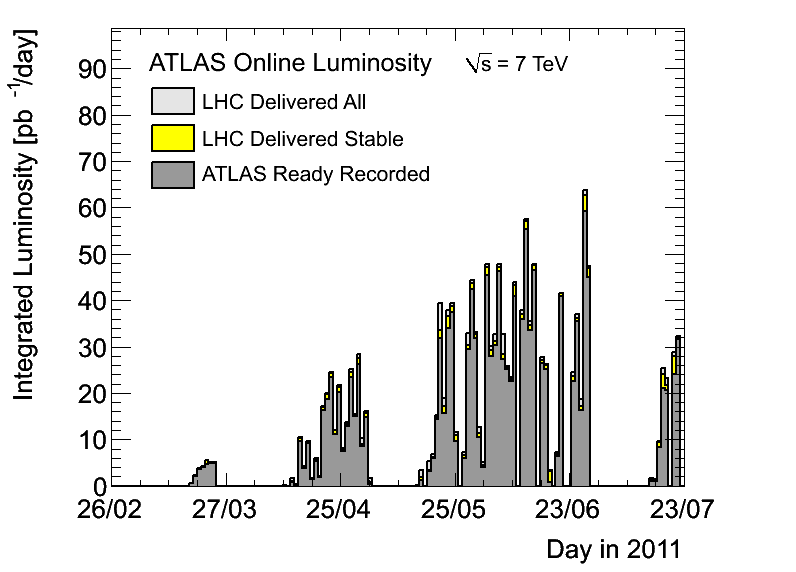 ATLAS Online Luminosity √s = 7 TeV
LHC Delivered All
LHC Delivered Stable
ATLAS Ready Recorded
Integrated Luminosity [pb⁻¹/day]
90
80
70
60
50
40
30
20
10
0
26/02 27/03 25/04 25/05 23/06 23/07
Day in 2011